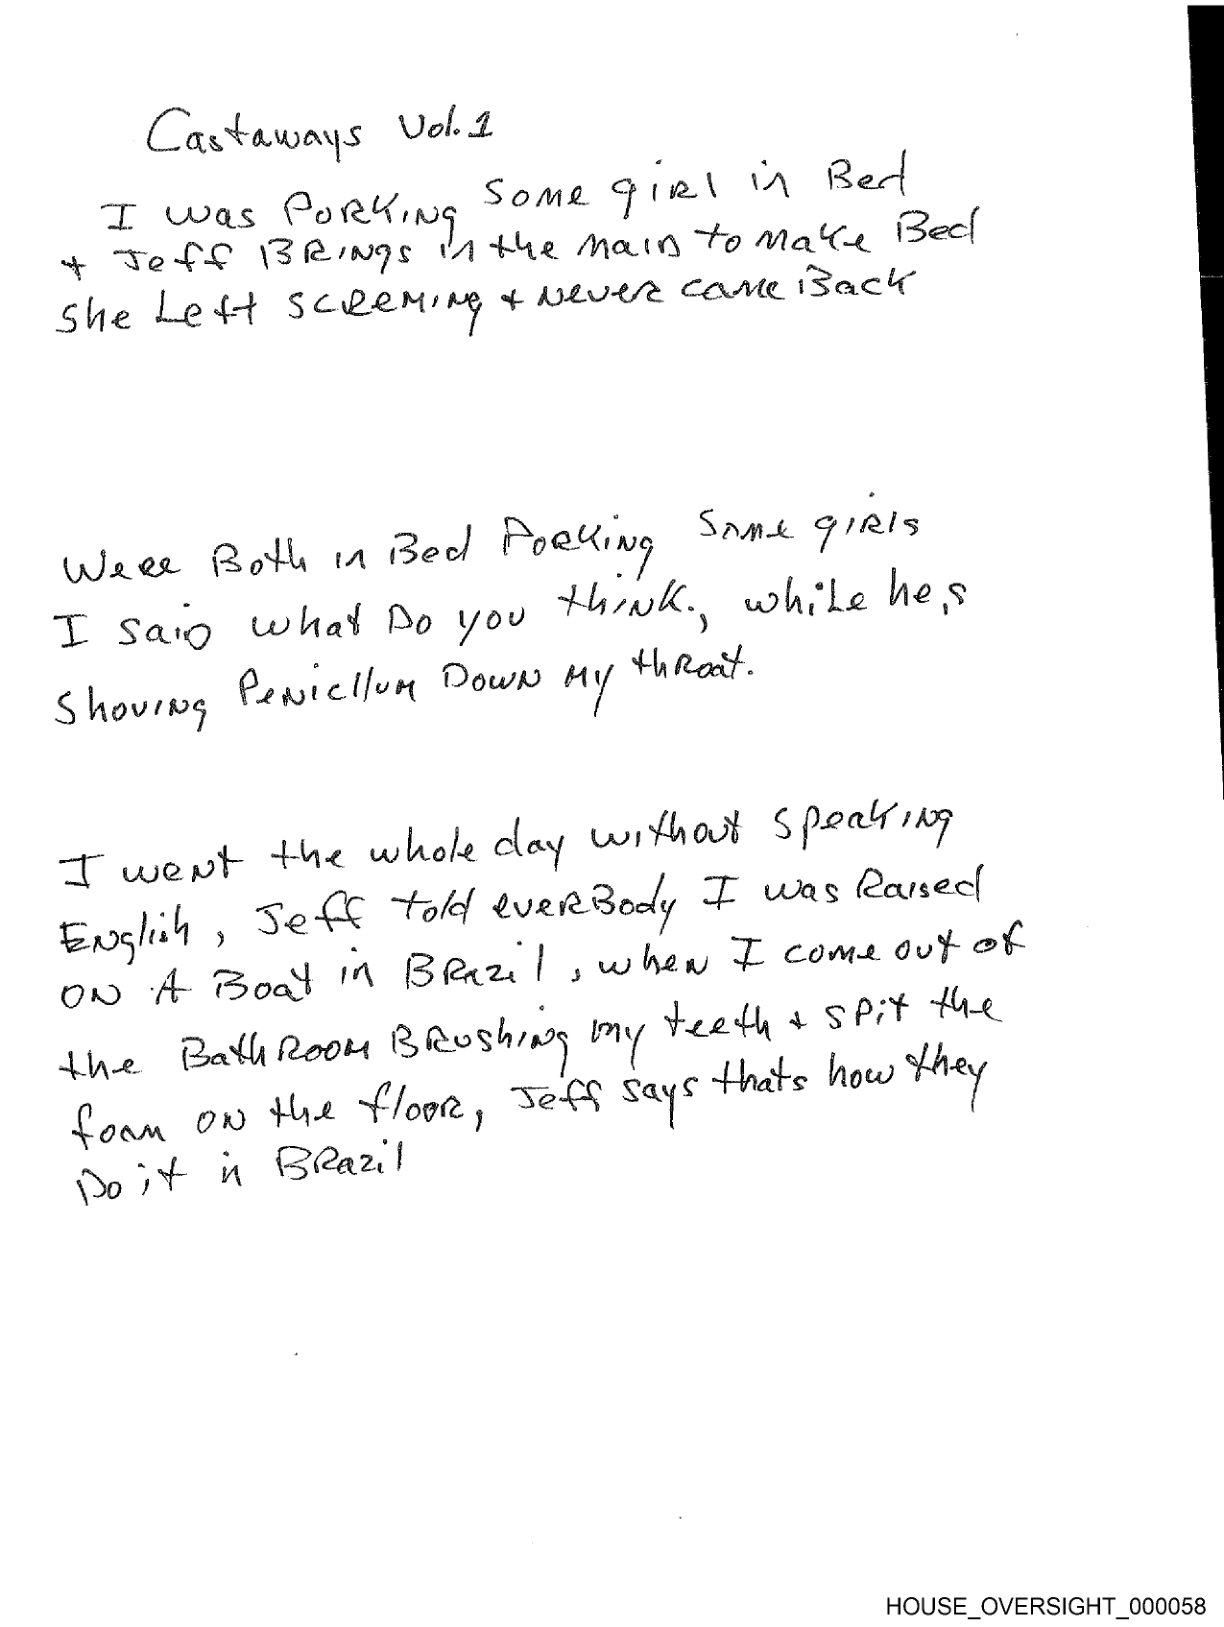 Castaways Vol. 1
I was Porking some girl in Bed
+ Jeff Brings in the maid to make Bed
she Left scREMing + never came Back
Were Both in Bed Porking Some girls
I said what Do you think., while he,s
shoving Penicllum Down my throat.
I went the whole day without speaking
English, Jeff told everBody I was Raised
on A Boat in BRazil, when I come out of
the BathRoom BRushing my teeth + spit the
foam on the floor, Jeff says thats how they
Do it in BRazil
HOUSE_OVERSIGHT_000058